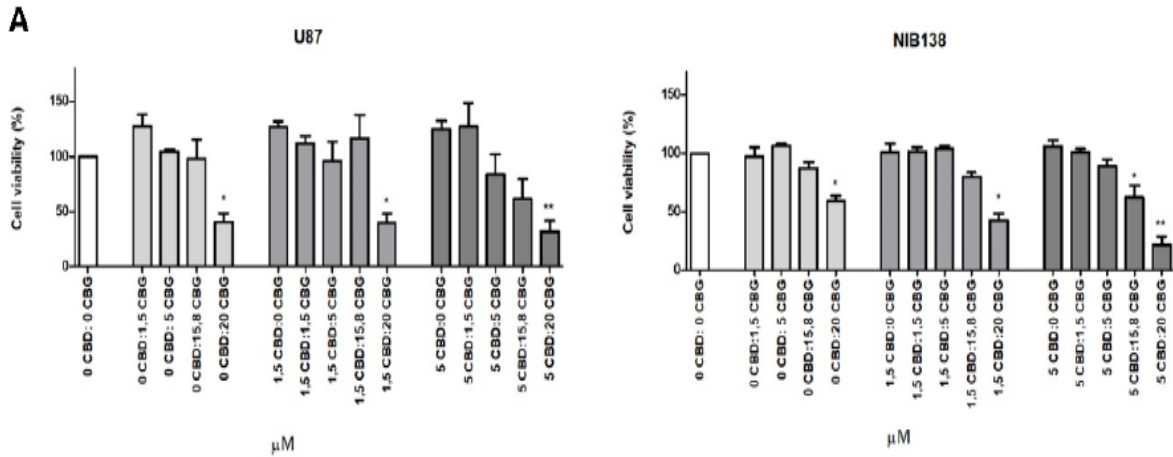 A
U87
Cell viability (%)
150
100
50
0
0 CBD: 0 CBG
0 CBD:1,5 CBG
0 CBD: 5 CBG
0 CBD:15,8 CBG
0 CBD:20 CBG
1,5 CBD:0 CBG
1,5 CBD:1,5 CBG
1,5 CBD:5 CBG
1,5 CBD:15,8 CBG
1,5 CBD:20 CBG
5 CBD:0 CBG
5 CBD:1,5 CBG
5 CBD:5 CBG
5 CBD:15,8 CBG
5 CBD:20 CBG
*
*
**
μM
NIB138
Cell viability (%)
150
100
50
0
0 CBD: 0 CBG
0 CBD:1,5 CBG
0 CBD: 5 CBG
0 CBD:15,8 CBG
0 CBD:20 CBG
1,5 CBD:0 CBG
1,5 CBD:1,5 CBG
1,5 CBD:5 CBG
1,5 CBD:15,8 CBG
1,5 CBD:20 CBG
5 CBD:0 CBG
5 CBD:1,5 CBG
5 CBD:5 CBG
5 CBD:15,8 CBG
5 CBD:20 CBG
*
*
*
**
μM